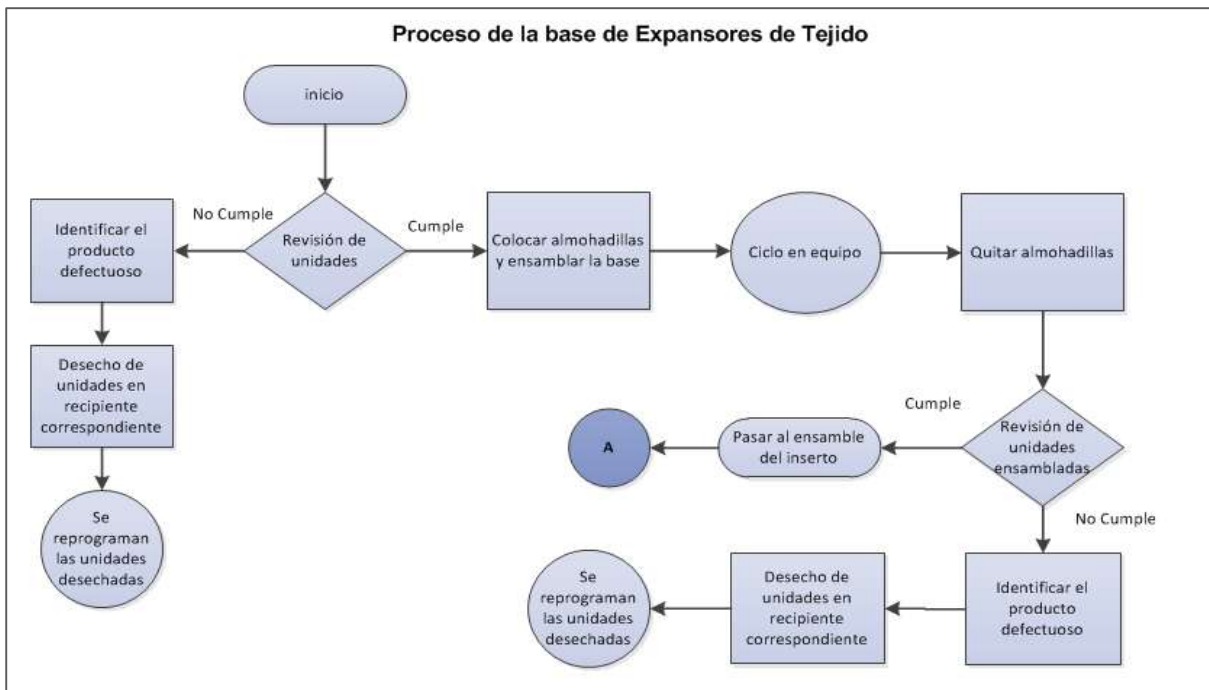 Proceso de la base de Expansores de Tejido
inicio
No Cumple
Cumple
Identificar el
producto
defectuoso
Revisión de
unidades
Colocar almohadillas
y ensamblar la base
Ciclo en equipo
Quitar almohadillas
Desecho de
unidades en
recipiente
correspondiente
Cumple
A
Pasar al ensamble
del inserto
Revisión de
unidades
ensambladas
Se
reprograman
las unidades
desechadas
No Cumple
Se
reprograman
las unidades
desechadas
Desecho de
unidades en
recipiente
correspondiente
Identificar el
producto
defectuoso